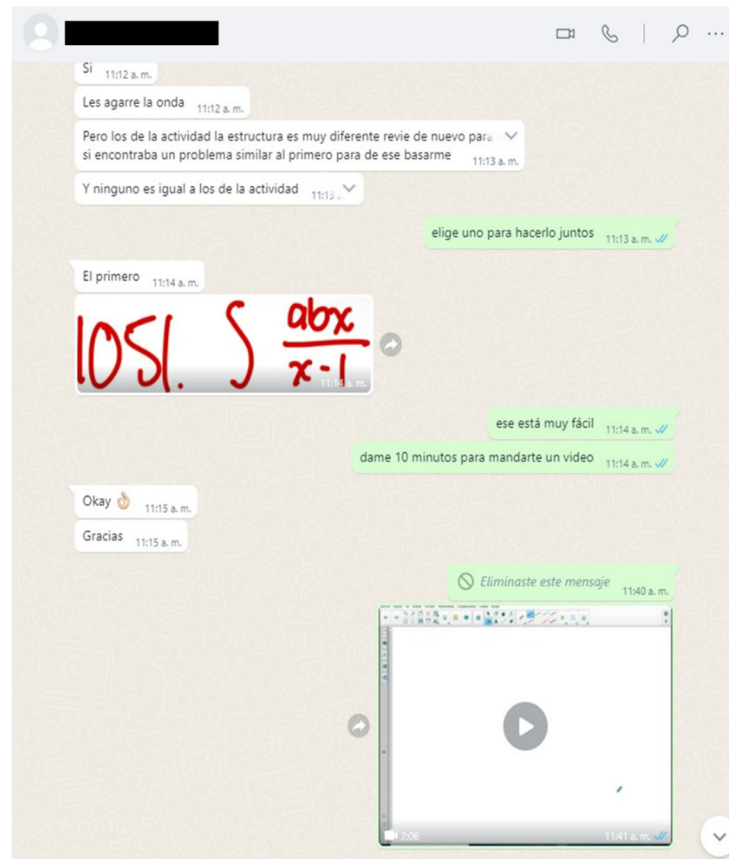 Si 11:12 a. m.
Les agarre la onda 11:12 a. m.
Pero los de la actividad la estructura es muy diferente revie de nuevo para
si encontraba un problema similar al primero para de ese basarme 11:13 a. m.
Y ninguno es igual a los de la actividad 11:13
elige uno para hacerlo juntos 11:13 a. m.
El primero 11:14 a. m.
1051. ∫ abx
x-1
11:14 a. m.
ese está muy fácil 11:14 a. m.
dame 10 minutos para mandarte un video 11:14 a. m.
Okay 👌🏻 11:15 a. m.
Gracias 11:15 a. m.
Eliminaste este mensaje 11:40 a. m.
2:06 11:41 a. m.